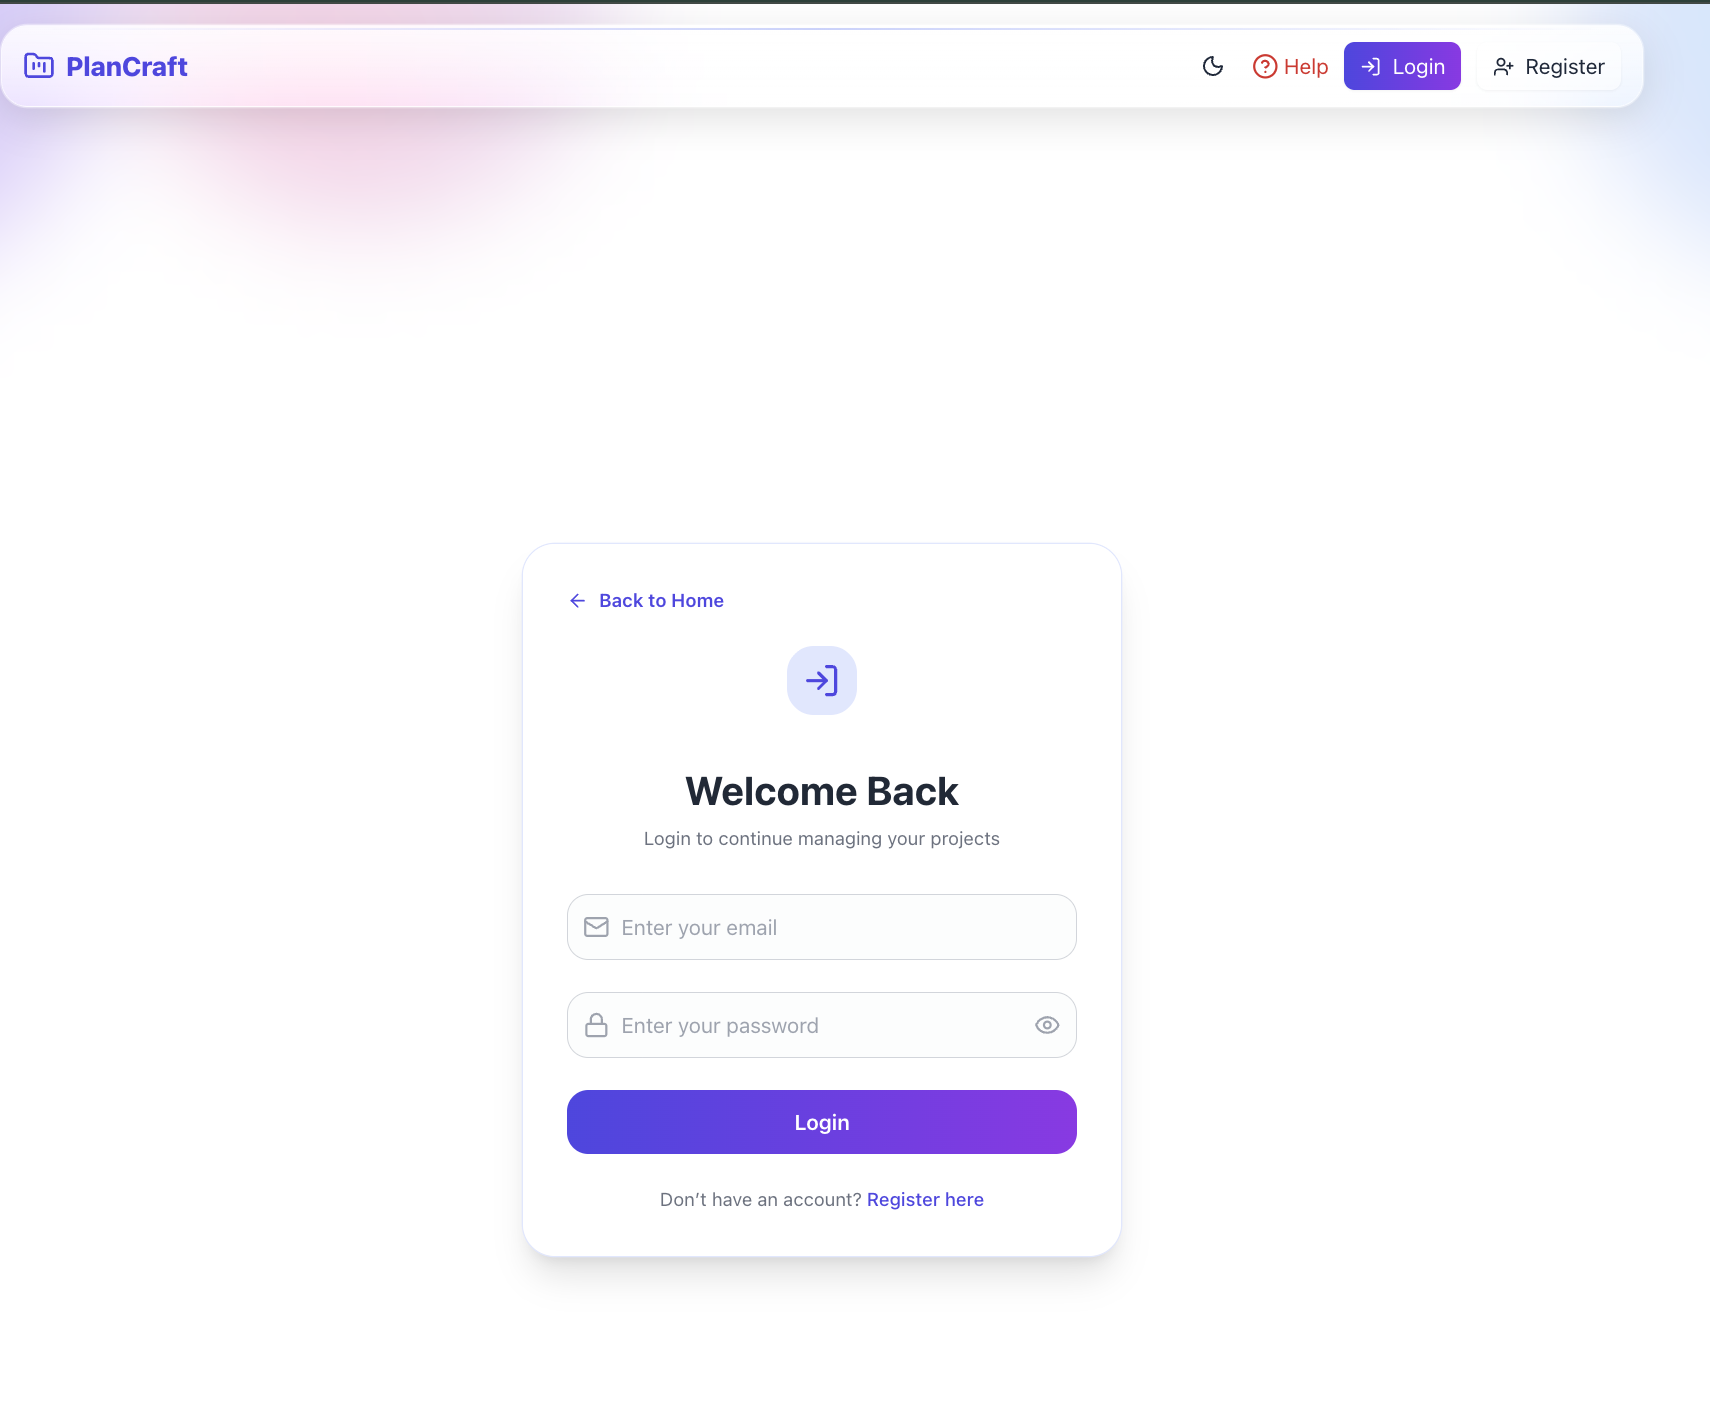 PlanCraft
Help
Login
Register
Back to Home
Welcome Back
Login to continue managing your projects
Enter your email
Enter your password
Login
Don’t have an account? Register here